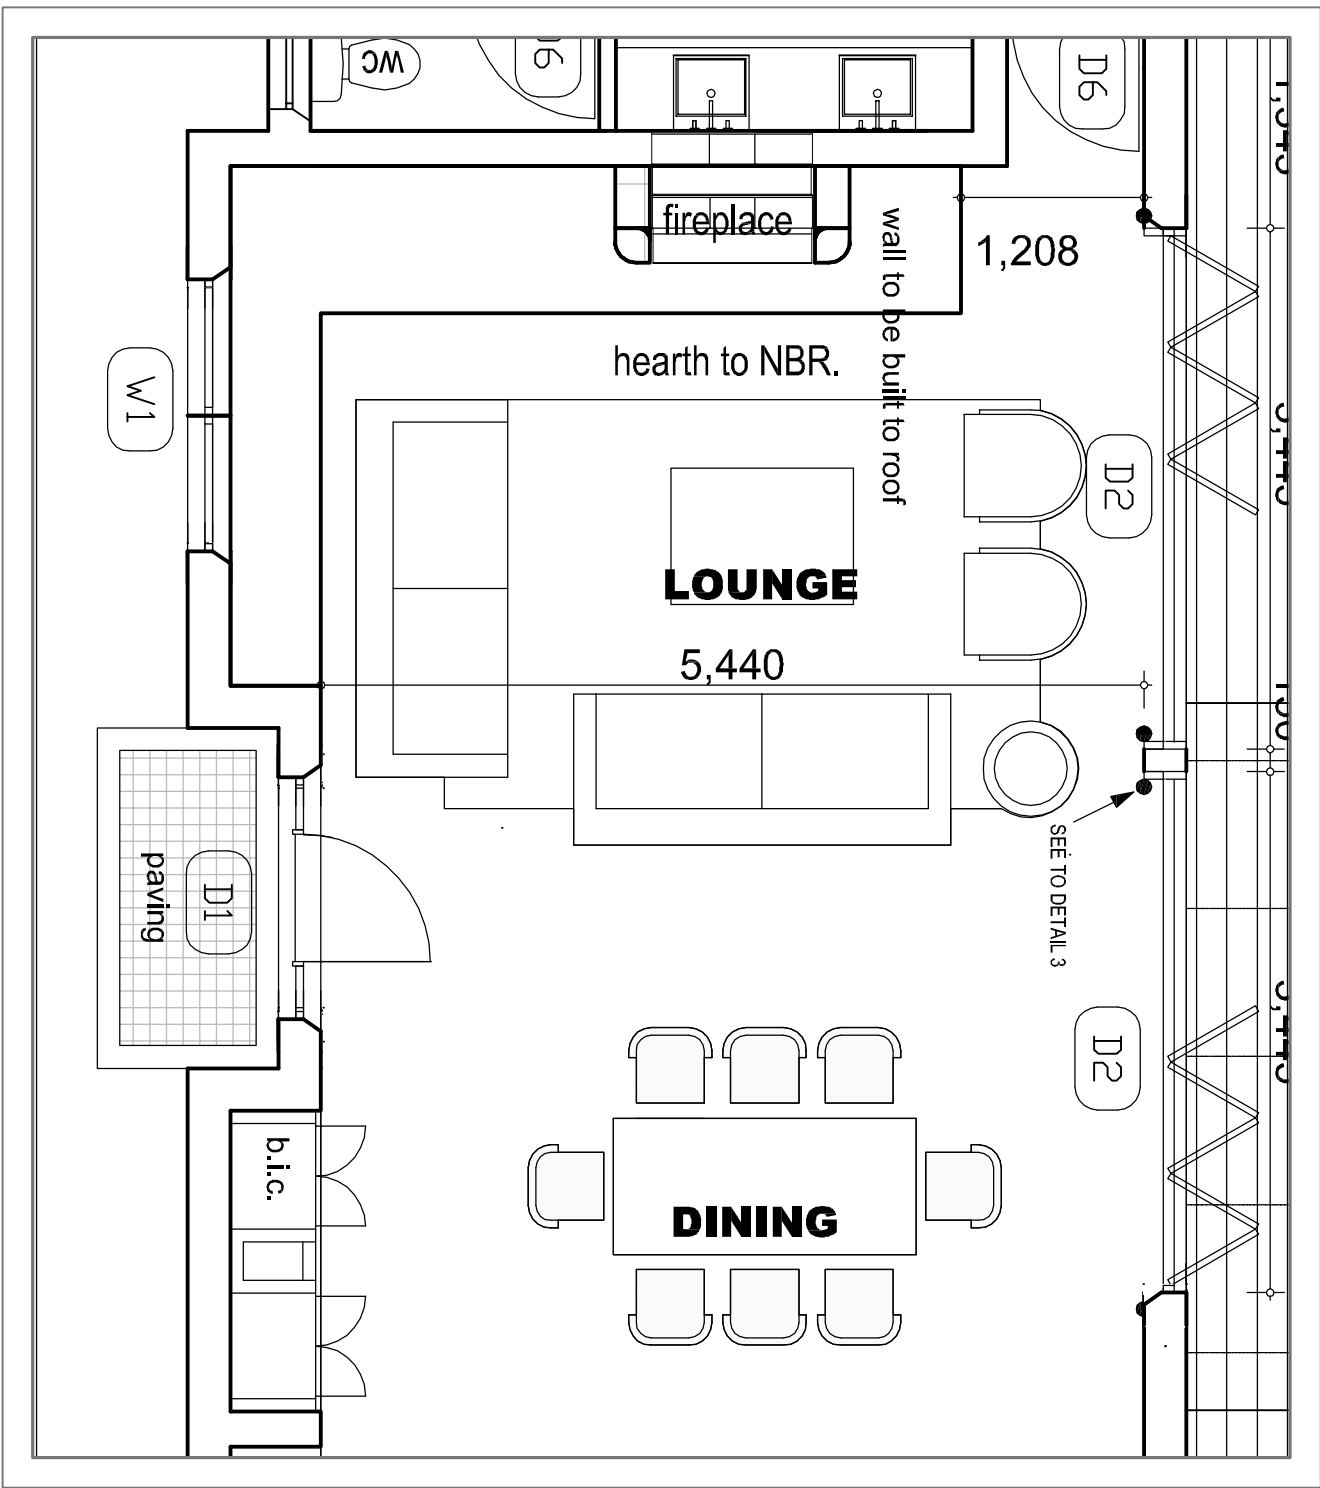 WC
D6
fireplace
1,208
wall to be built to roof
hearth to NBR.
W1
D2
LOUNGE
5,440
SEE TO DETAIL 3
D1
paving
D2
b.i.c.
DINING